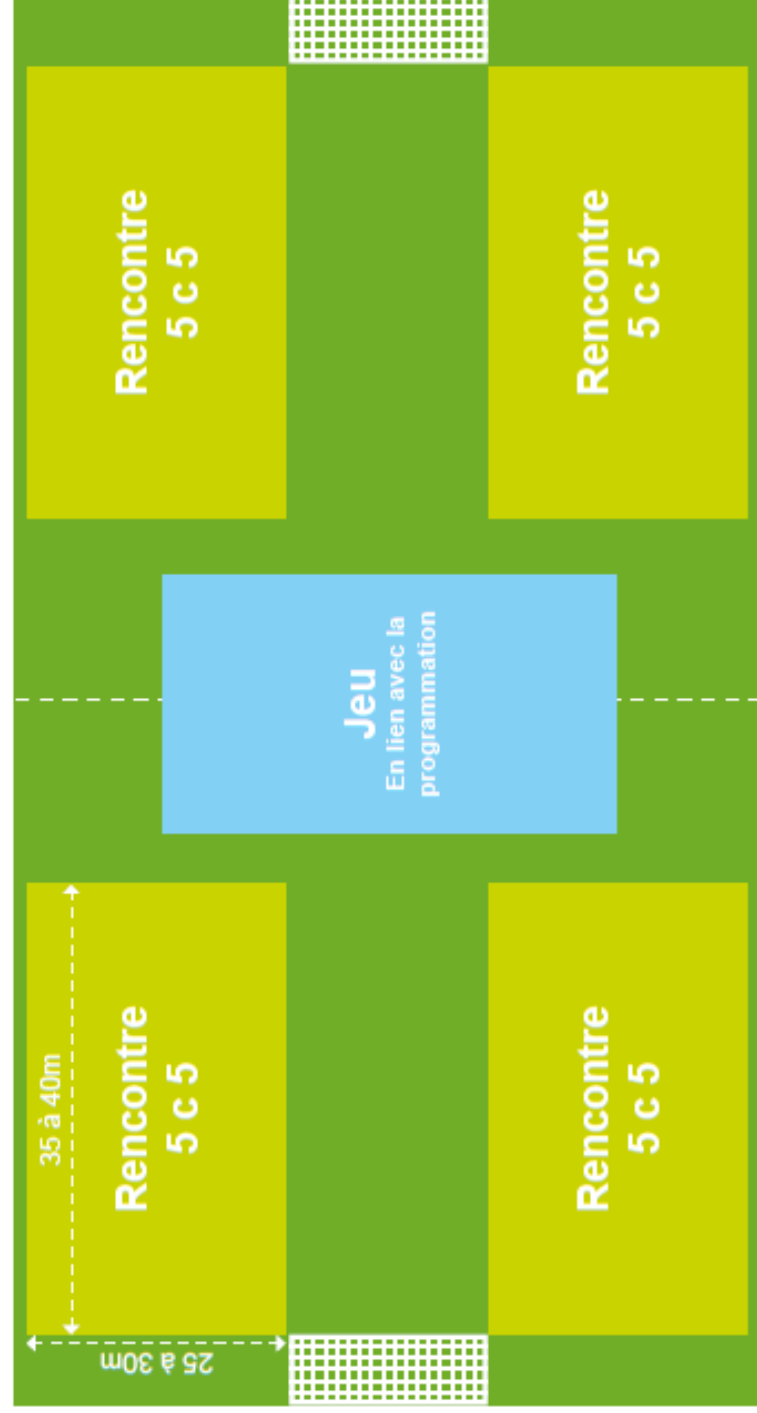 35 à 40m
25 à 30m
Rencontre
5 c 5
Rencontre
5 c 5
Jeu
En lien avec la
programmation
Rencontre
5 c 5
Rencontre
5 c 5